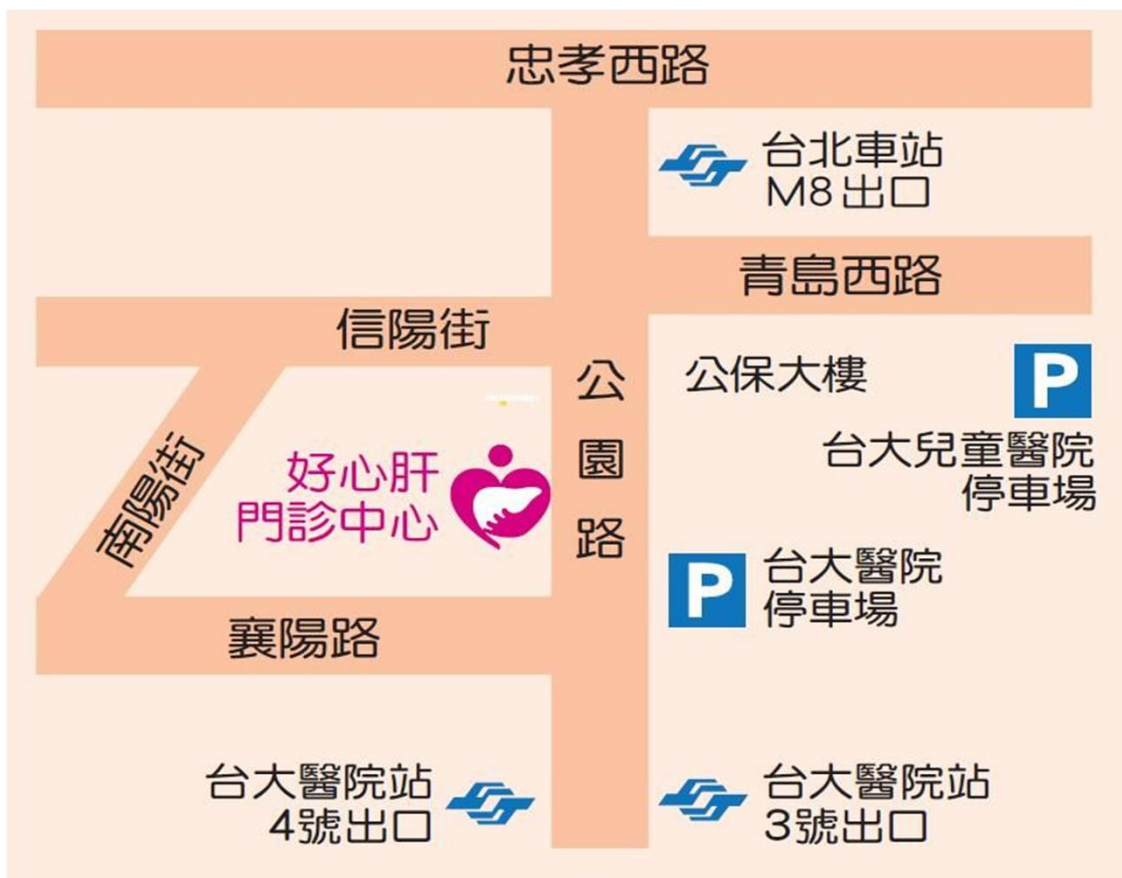 忠孝西路
台北車站
M8出口
青島西路
信陽街
公園路
公保大樓
P
台大兒童醫院
停車場
南陽街
好心肝
門診中心
P
台大醫院
停車場
襄陽路
台大醫院站
4號出口
台大醫院站
3號出口